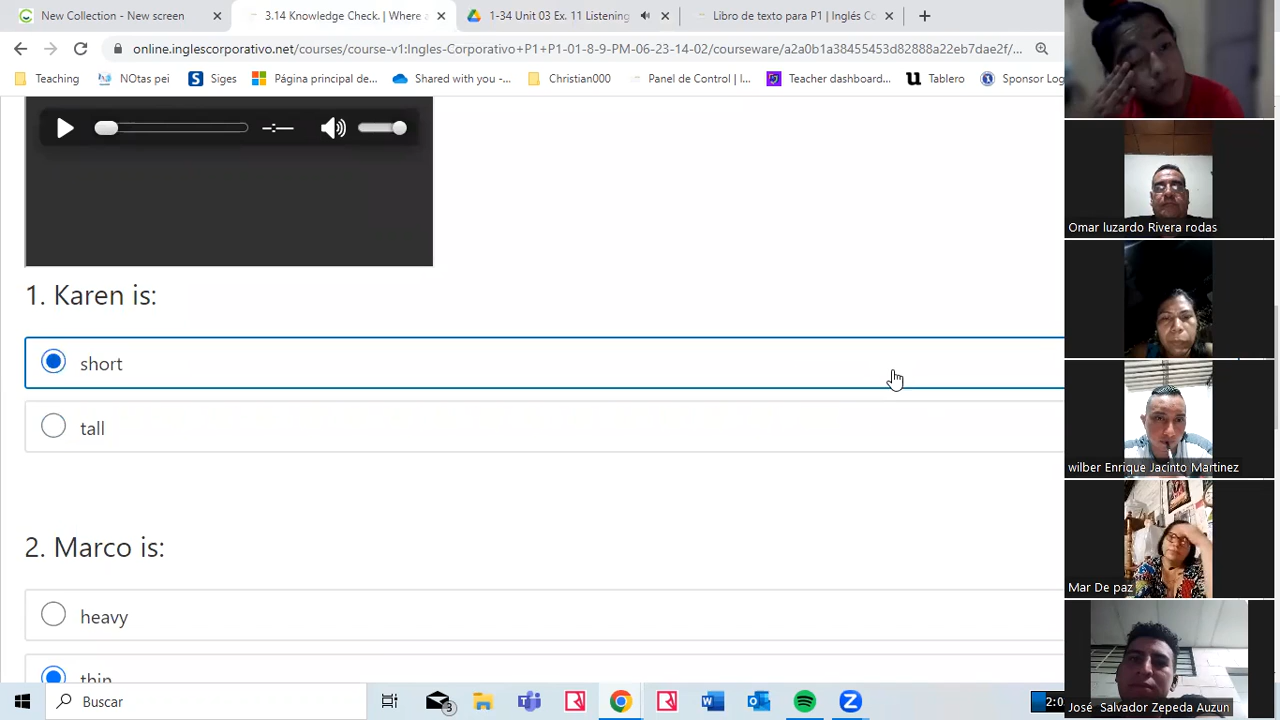 New Collection - New screen
3.14 Knowledge Check. | Where a
1-34 Unit 03 Ex. 11 Listening
Libro de texto para P1 | Inglés Co
online.inglescorporativo.net/courses/course-v1:Ingles-Corporativo+P1+P1-01-8-9-PM-06-23-14-02/courseware/a2a0b1a38455453d82888a22eb7dae2f/...
Teaching
NOtas pei
Siges
Página principal de...
Shared with you -...
Christian000
Panel de Control | I...
Teacher dashboard...
Tablero
Sponsor Log
1. Karen is:
short
tall
2. Marco is:
heavy
thin
Buscar
3
2:0
Omar luzardo Rivera rodas
wilber Enrique Jacinto Martinez
Mar De paz
José Salvador Zepeda Auzun